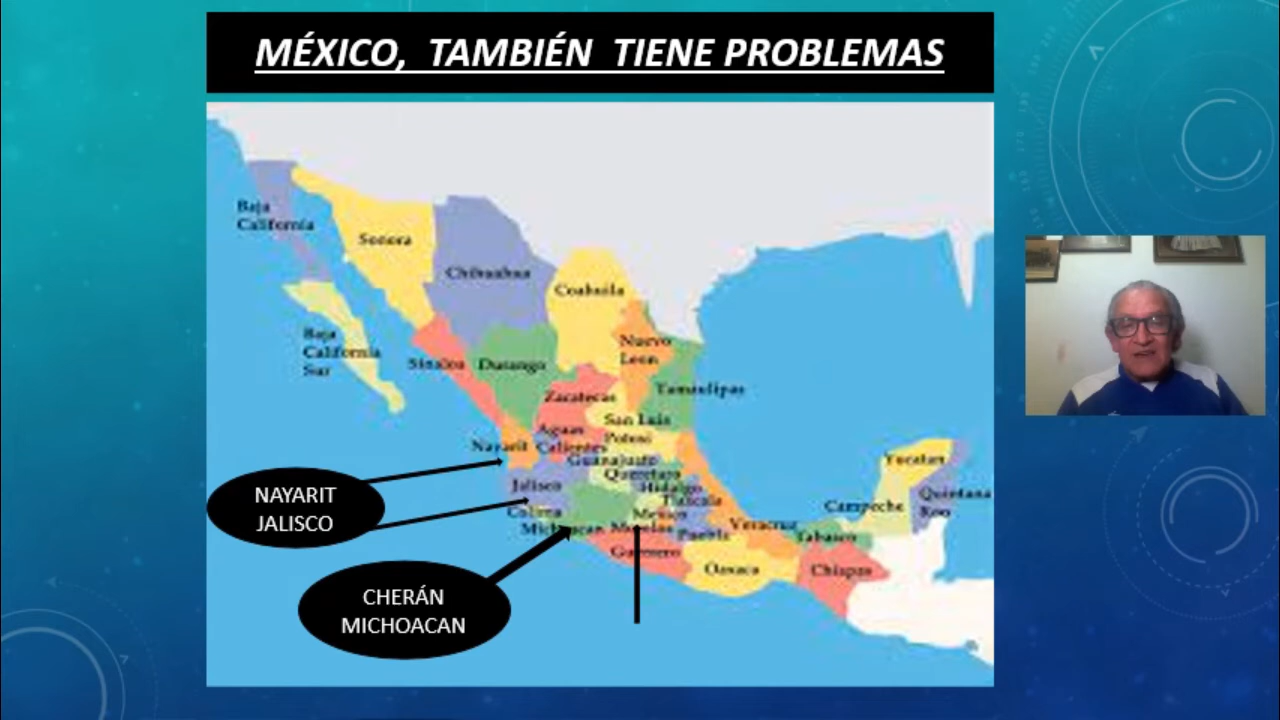 MÉXICO, TAMBIÉN TIENE PROBLEMAS
Baja
California
Sonora
Chihuahua
Coahuila
Baja
California
Sur
Sinaloa
Durango
Nuevo
Leon
Tamaulipas
Zacatecas
San Luis
Potosi
Aguas
Calientes
Nayarit
Guanajuato
Queretaro
Hidalgo
Tlaxcala
Jalisco
Colima
Mexico
Morelos
Puebla
Veracruz
Tabasco
Campeche
Yucatan
Quintana
Roo
Guerrero
Oaxaca
Chiapas
NAYARIT
JALISCO
CHERÁN
MICHOACAN